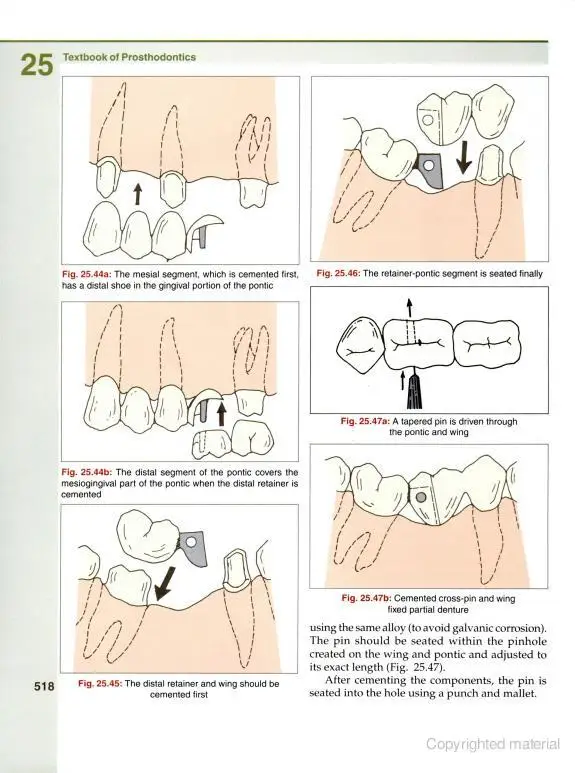 25
Textbook of Prosthodontics
Fig. 25.44a: The mesial segment, which is cemented first,
has a distal shoe in the gingival portion of the pontic
Fig. 25.44b: The distal segment of the pontic covers the
mesiogingival part of the pontic when the distal retainer is
cemented
Fig. 25.45: The distal retainer and wing should be
cemented first
Fig. 25.46: The retainer-pontic segment is seated finally
Fig. 25.47a: A tapered pin is driven through
the pontic and wing
Fig. 25.47b: Cemented cross-pin and wing
fixed partial denture
using the same alloy (to avoid galvanic corrosion).
The pin should be seated within the pinhole
created on the wing and pontic and adjusted to
its exact length (Fig. 25.47).
After cementing the components, the pin is
seated into the hole using a punch and mallet.
518
Copyrighted material